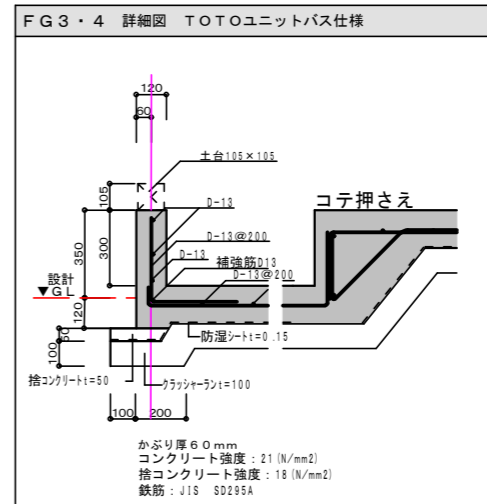 FG3・4 詳細図 TOTOユニットバス仕様
120
60
土台105×105
105
D-13
コテ押さえ
D-13@200
300
350
D-13
補強筋D13
設計
▼GL
D-13@200
120
防湿シートt=0.15
50
100
捨コンクリートt=50
クラッシャーランt=100
100
200
かぶり厚60mm
コンクリート強度：21(N/mm2)
捨コンクリート強度：18(N/mm2)
鉄筋：JIS SD295A